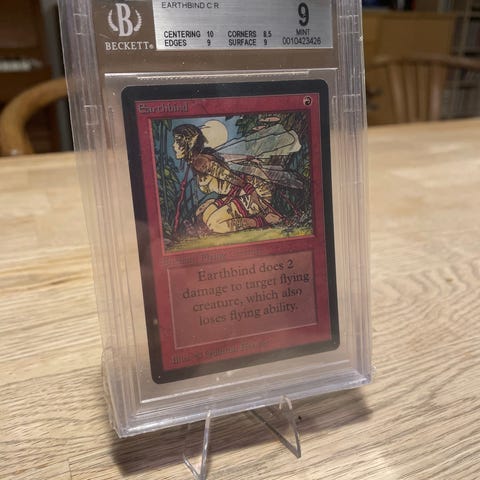 EARTHBIND C R
B
BECKETT
CENTERING 10 CORNERS 8.5
EDGES 9 SURFACE 9
9
MINT
0010423426
Earthbind
Earthbind does 2
damage to target flying
creature, which also
loses flying ability.